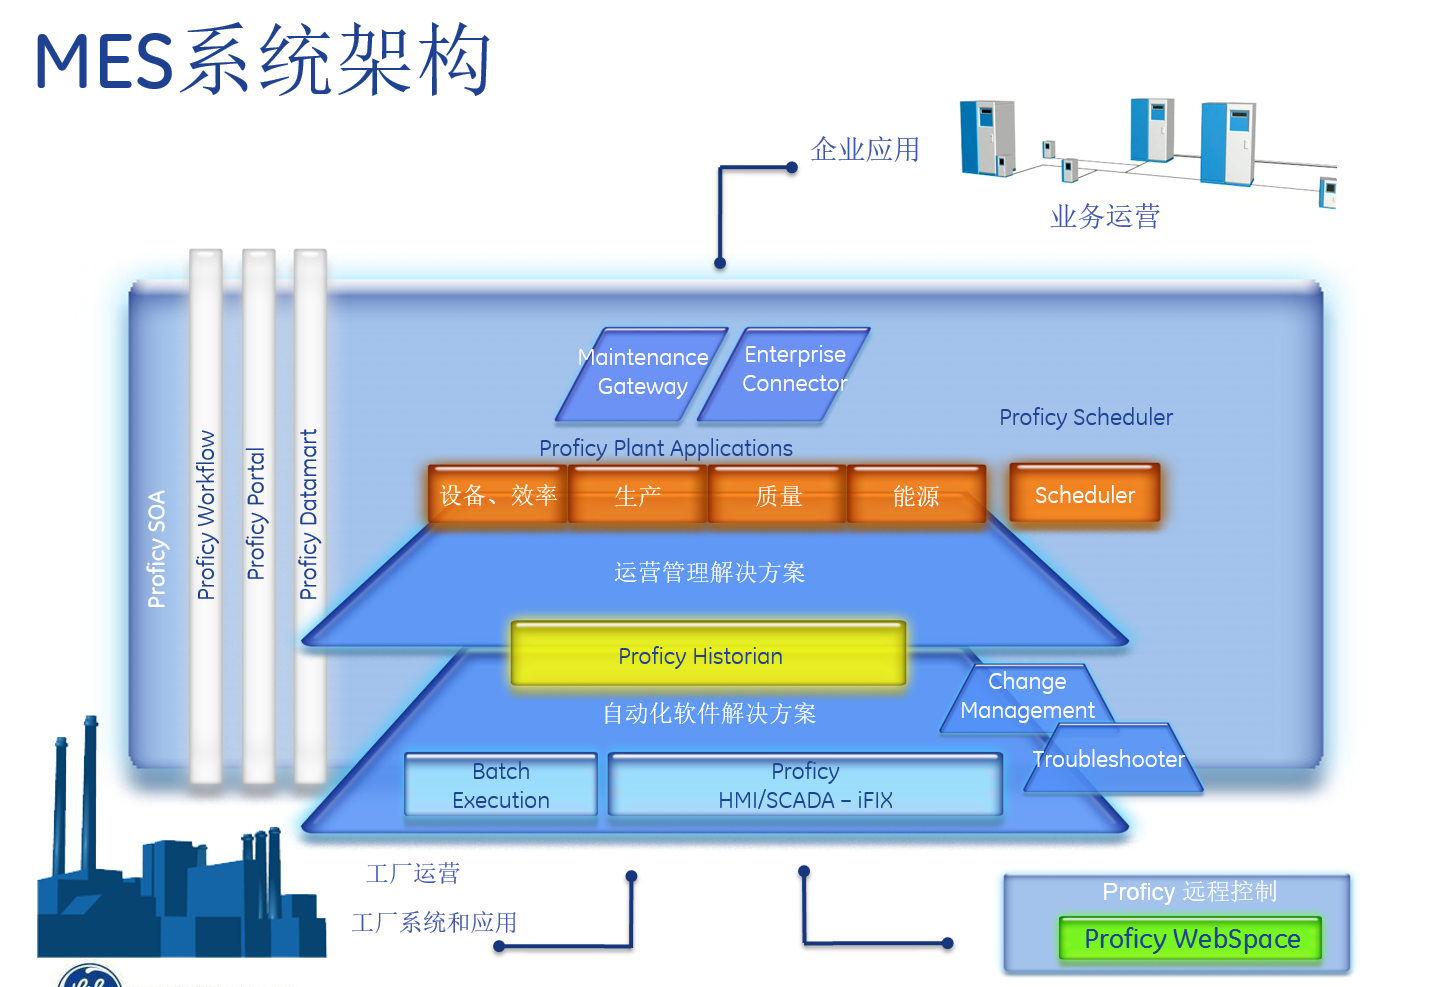 MES系统架构
企业应用
业务运营
Proficy SOA
Proficy Workflow
Proficy Portal
Proficy Datamart
Maintenance
Gateway
Enterprise
Connector
Proficy Scheduler
Proficy Plant Applications
设备、效率
生产
质量
能源
Scheduler
运营管理解决方案
Proficy Historian
自动化软件解决方案
Change
Management
Troubleshooter
Batch
Execution
Proficy
HMI/SCADA – iFIX
工厂运营
工厂系统和应用
Proficy 远程控制
Proficy WebSpace